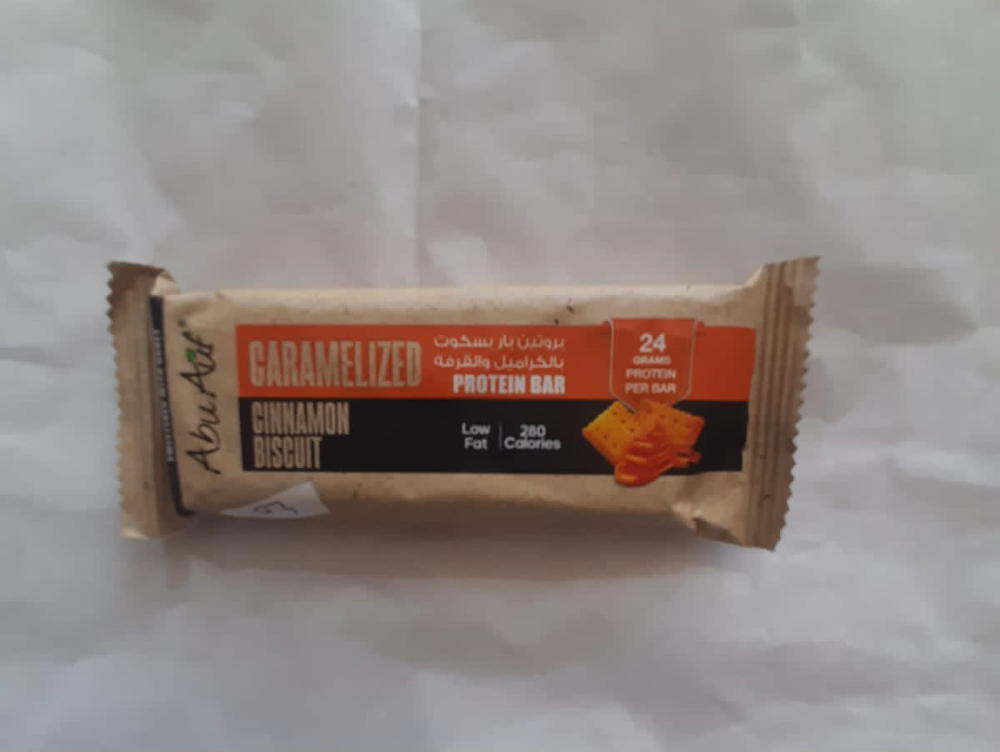 Abu Auf
CARAMELIZED
CINNAMON
BISCUIT
بروتين بار بسكوت
بالكراميل والقرفة
PROTEIN BAR
Low
Fat
280
Calories
24
GRAMS
PROTEIN
PER BAR